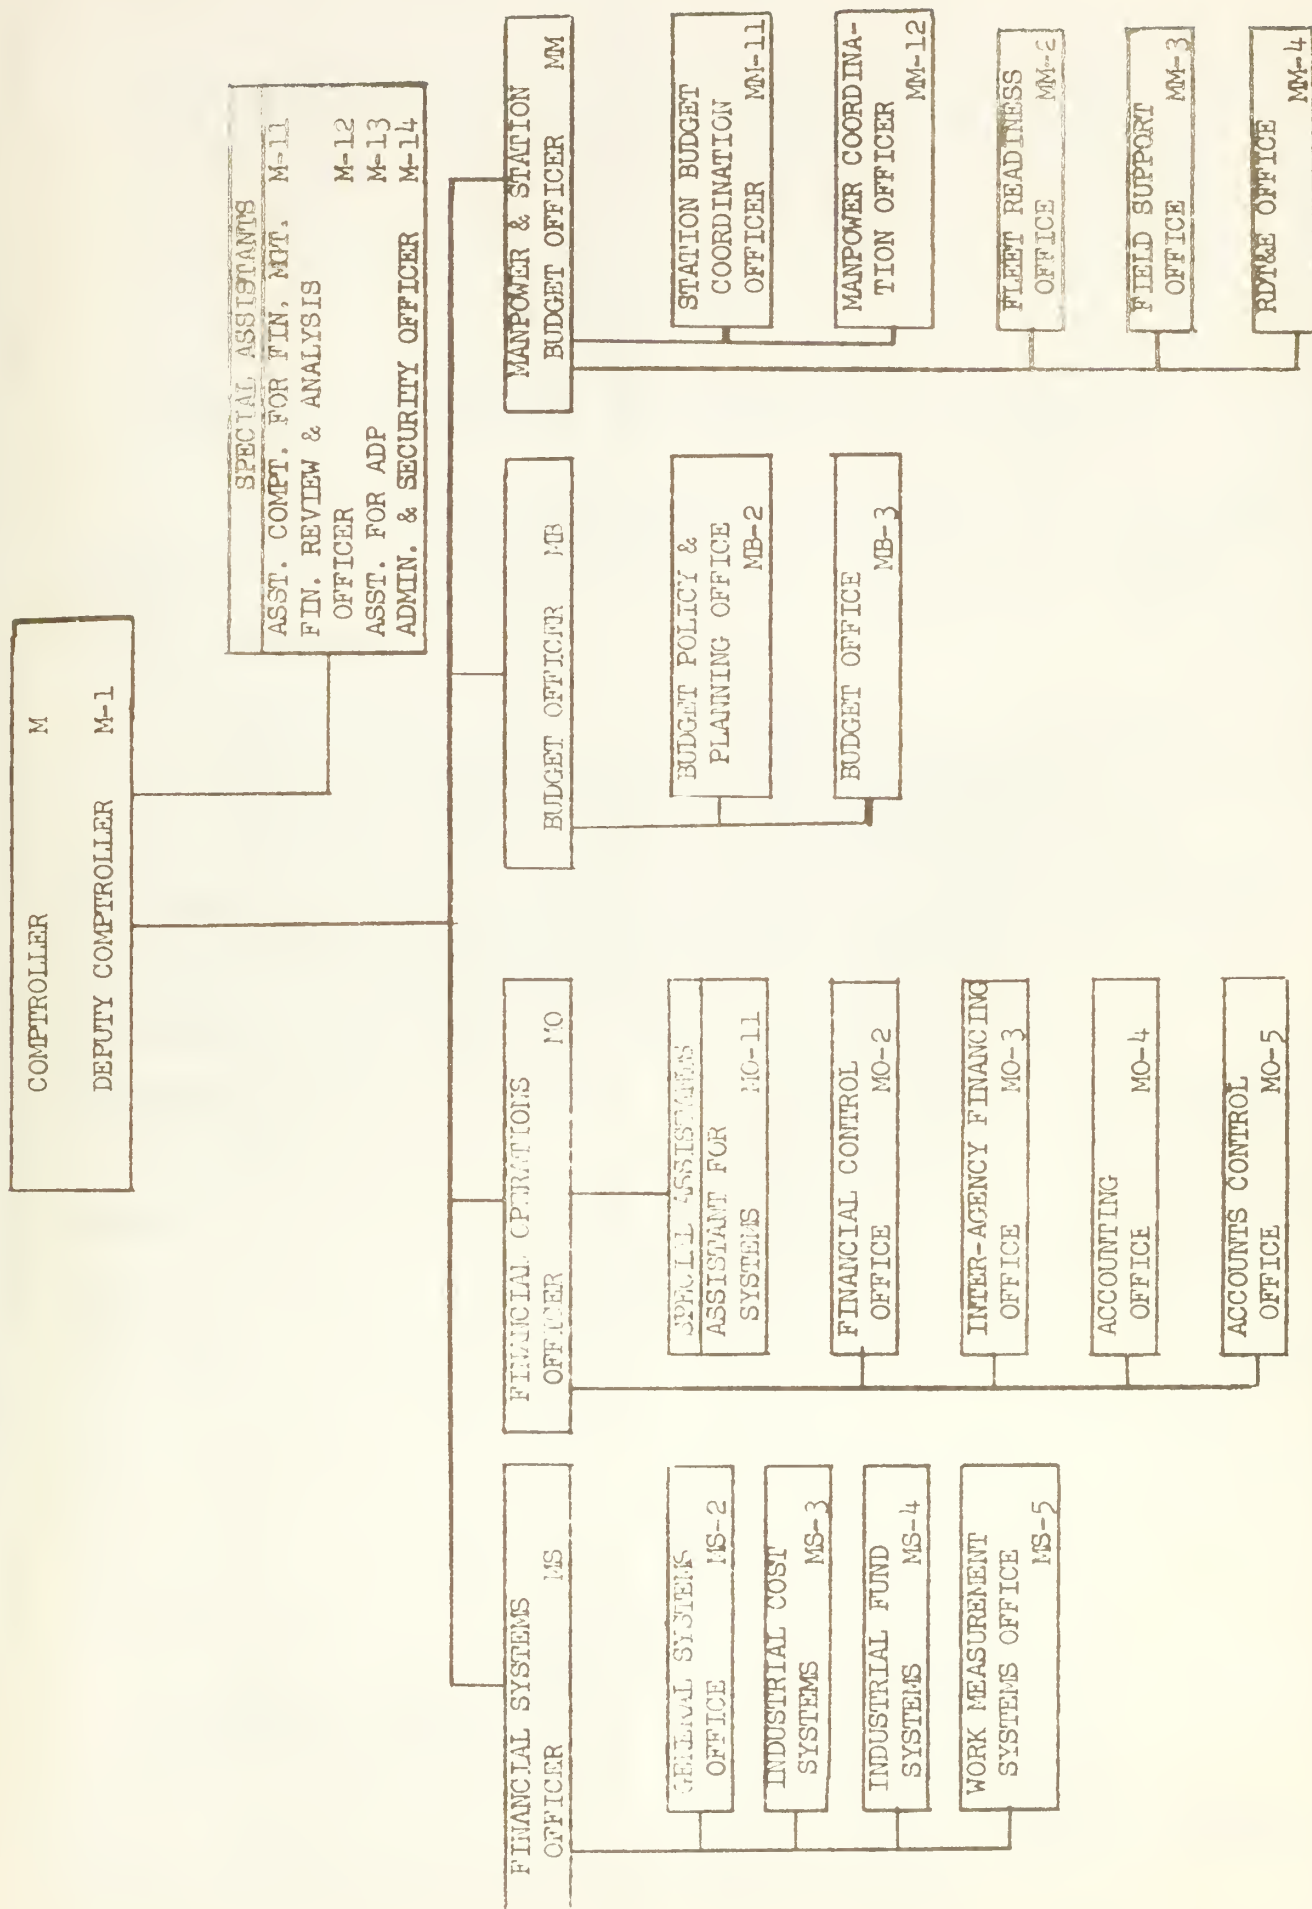 COMPTROLLER M
DEPUTY COMPTROLLER M-1
SPECIAL ASSISTANTS
ASST. COMPT. FOR FIN. MGT. M-11
FIN. REVIEW & ANALYSIS
OFFICER M-12
ASST. FOR ADP M-13
ADMIN. & SECURITY OFFICER M-14
FINANCIAL SYSTEMS
OFFICER MS
GENERAL SYSTEMS
OFFICE MS-2
INDUSTRIAL COST
SYSTEMS MS-3
INDUSTRIAL FUND
SYSTEMS MS-4
WORK MEASUREMENT
SYSTEMS OFFICE
MS-5
FINANCIAL OPERATIONS
OFFICER MO
SPECIAL ASSISTANTS
ASSISTANT FOR
SYSTEMS MO-11
FINANCIAL CONTROL
OFFICE MO-2
INTER-AGENCY FINANCING
OFFICE MO-3
ACCOUNTING
OFFICE MO-4
ACCOUNTS CONTROL
OFFICE MO-5
BUDGET OFFICER MB
BUDGET POLICY &
PLANNING OFFICE
MB-2
BUDGET OFFICE
MB-3
MANPOWER & STATION
BUDGET OFFICER MM
STATION BUDGET
COORDINATION
OFFICER MM-11
MANPOWER COORDINA-
TION OFFICER
MM-12
FLEET READINESS
OFFICE MM-2
FIELD SUPPORT
OFFICE MM-3
RDT&E OFFICE
MM-4